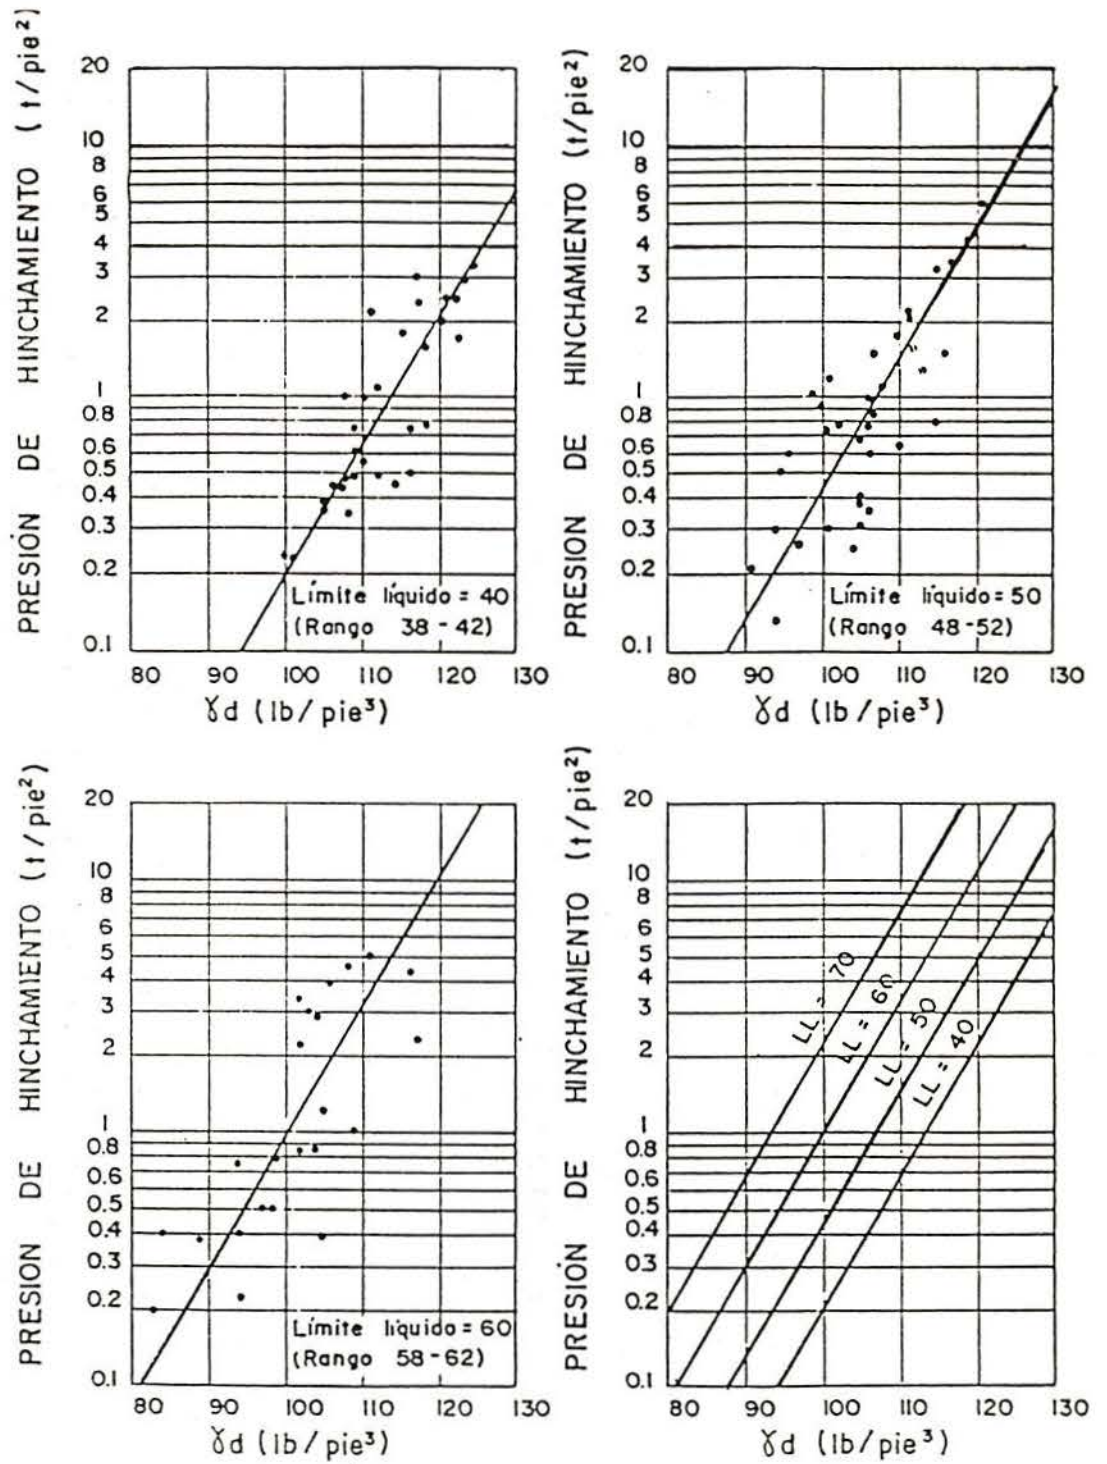 PRESIÓN DE HINCHAMIENTO (t/pie²)
20
10
8
6
5
4
3
2
1
0.8
0.6
0.5
0.4
0.3
0.2
0.1
Límite líquido = 40
(Rango 38-42)
80 90 100 110 120 130
γd (lb/pie³)
PRESION DE HINCHAMIENTO (t/pie²)
20
10
8
6
5
4
3
2
1
0.8
0.6
0.5
0.4
0.3
0.2
0.1
Límite líquido = 50
(Rango 48-52)
80 90 100 110 120 130
γd (lb/pie³)
PRESION DE HINCHAMIENTO (t/pie²)
20
10
8
6
5
4
3
2
1
0.8
0.6
0.5
0.4
0.3
0.2
0.1
Límite líquido = 60
(Rango 58-62)
80 90 100 110 120 130
γd (lb/pie³)
PRESIÓN DE HINCHAMIENTO (t/pie²)
20
10
8
6
5
4
3
2
1
0.8
0.6
0.5
0.4
0.3
0.2
0.1
LL = 70
LL = 60
LL = 50
LL = 40
80 90 100 110 120 130
γd (lb/pie³)